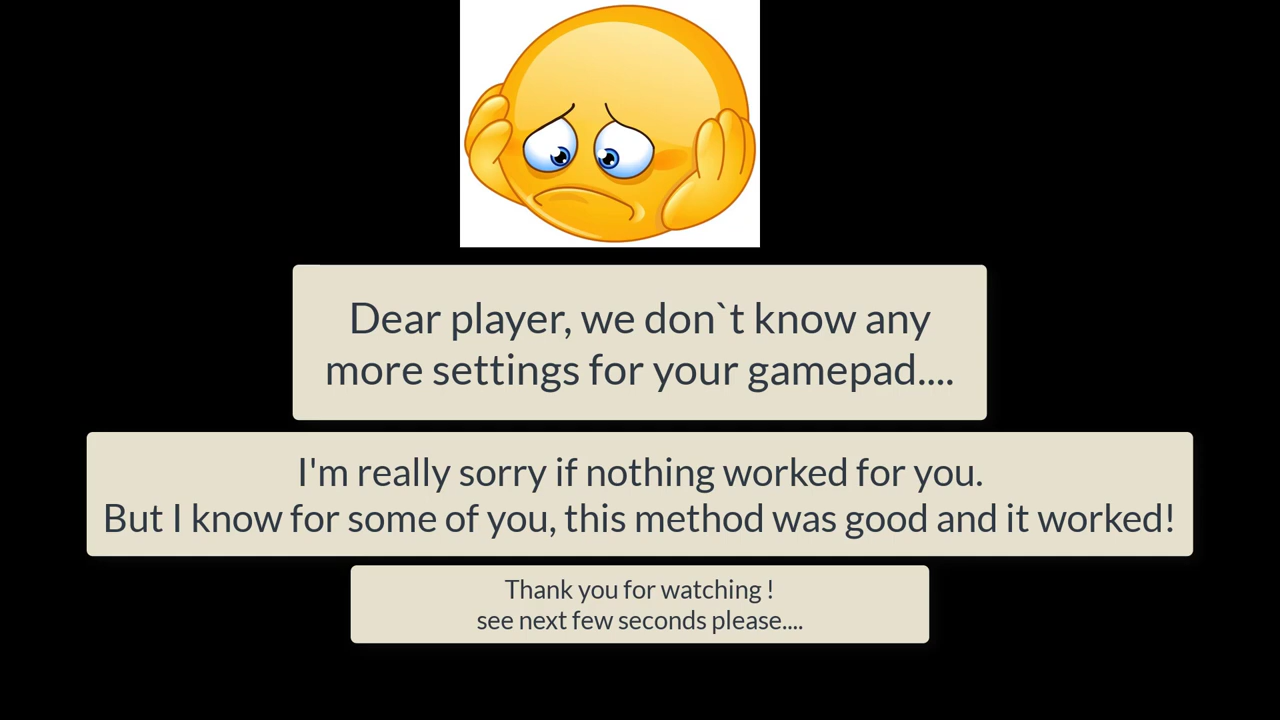 Dear player, we don`t know any
more settings for your gamepad....
I'm really sorry if nothing worked for you.
But I know for some of you, this method was good and it worked!
Thank you for watching !
see next few seconds please....